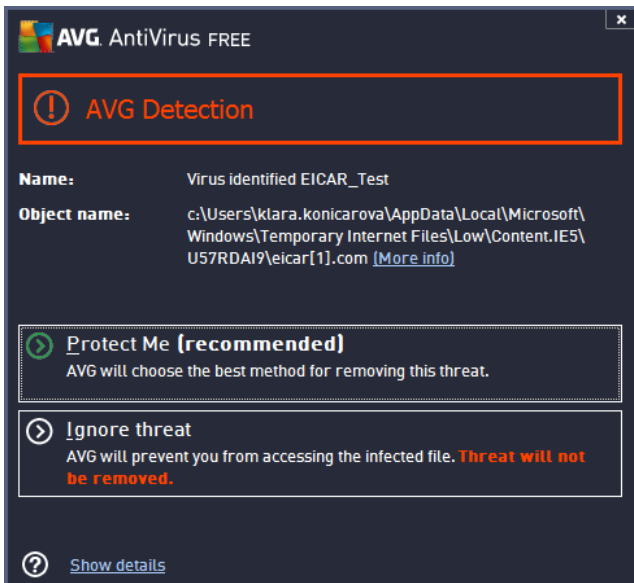 AVG. AntiVirus FREE
x
AVG Detection
Name: Virus identified EICAR_Test
Object name: c:\Users\klara.konicarova\AppData\Local\Microsoft\
Windows\Temporary Internet Files\Low\Content.IE5\
U57RDAI9\eicar[1].com (More info)
Protect Me (recommended)
AVG will choose the best method for removing this threat.
Ignore threat
AVG will prevent you from accessing the infected file. Threat will not
be removed.
? Show details